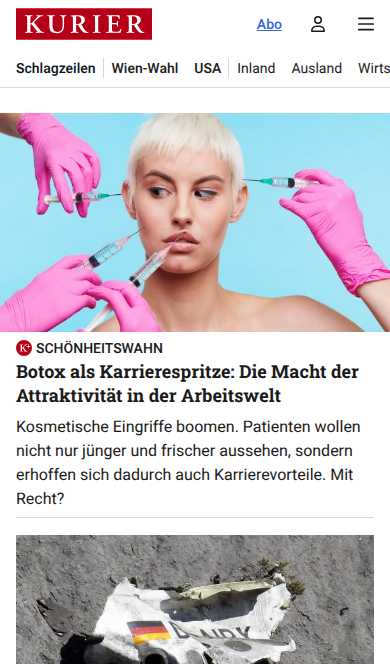 KURIER
Abo
Schlagzeilen Wien-Wahl USA Inland Ausland Wirts
K+ SCHÖNHEITSWAHN
Botox als Karrierespritze: Die Macht der
Attraktivität in der Arbeitswelt
Kosmetische Eingriffe boomen. Patienten wollen
nicht nur jünger und frischer aussehen, sondern
erhoffen sich dadurch auch Karrierevorteile. Mit
Recht?